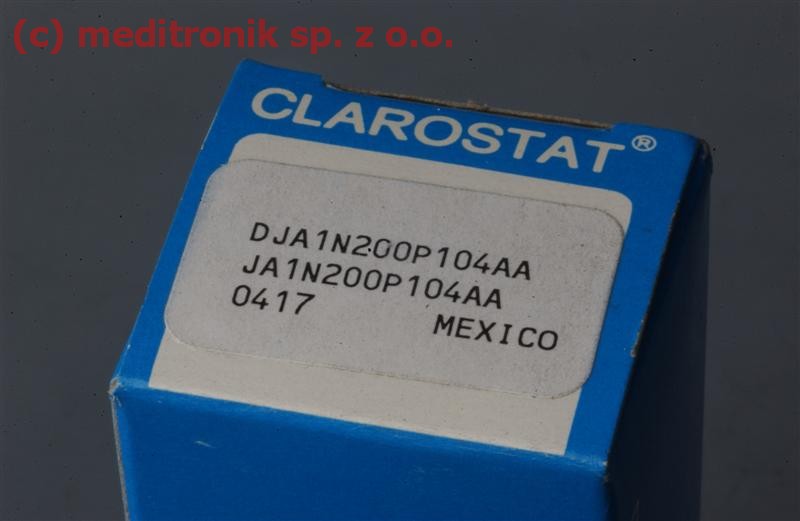 (c) meditronik sp. z o.o.
CLAROSTAT®
DJA1N200P104AA
JA1N200P104AA
0417 MEXICO